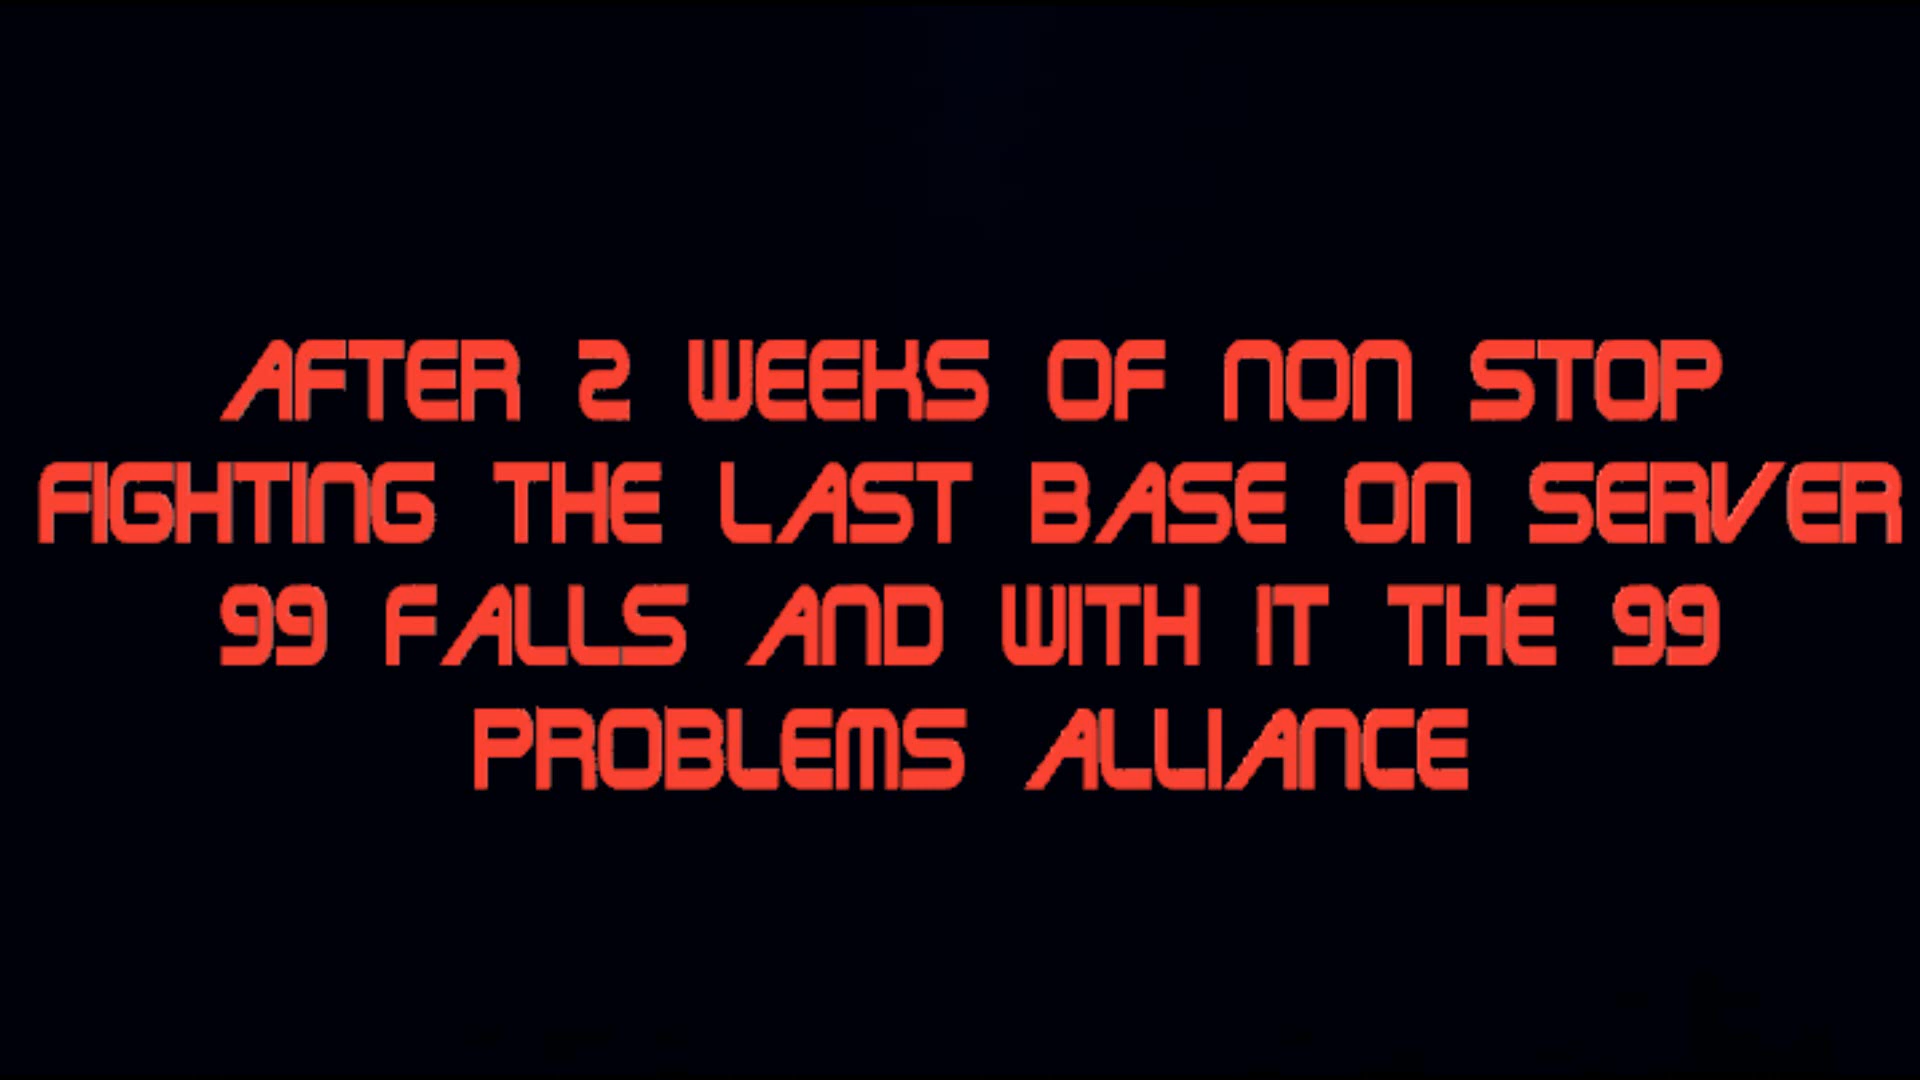 AFTER 2 WEEKS OF NON STOP
FIGHTING THE LAST BASE ON SERVER
99 FALLS AND WITH IT THE 99
PROBLEMS ALLIANCE